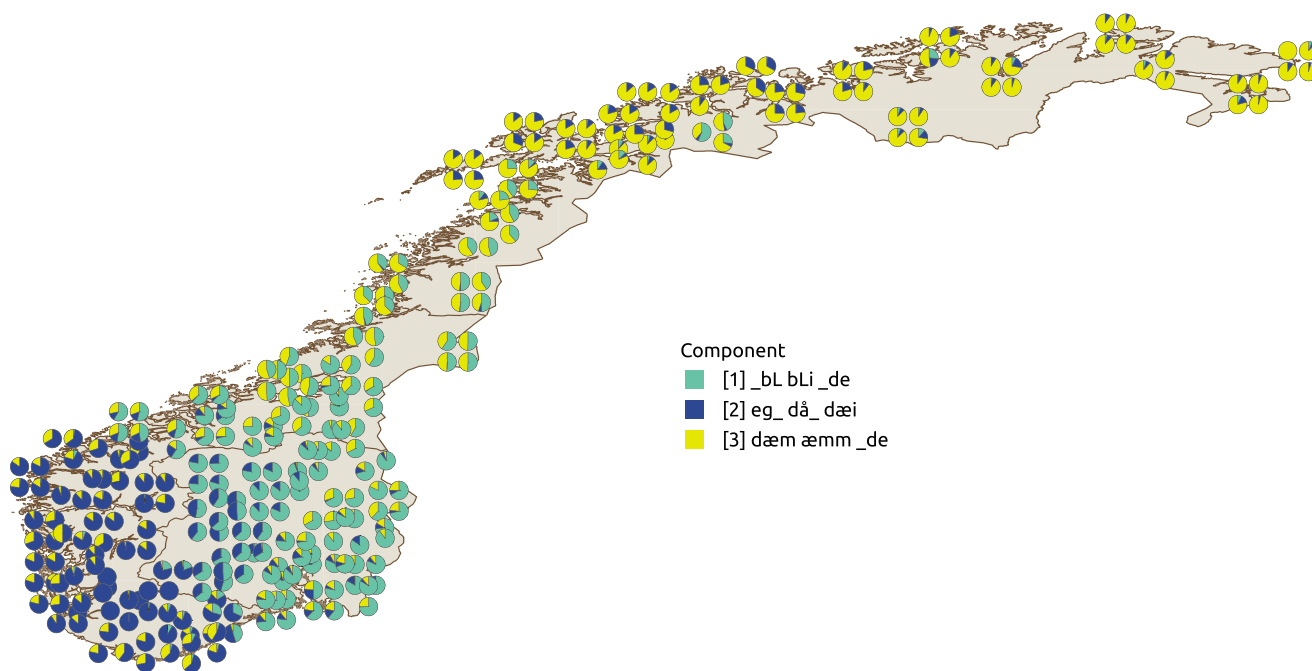 Component
[1] _bL bLi _de
[2] eg_ då_ dæi
[3] dæm æmm _de